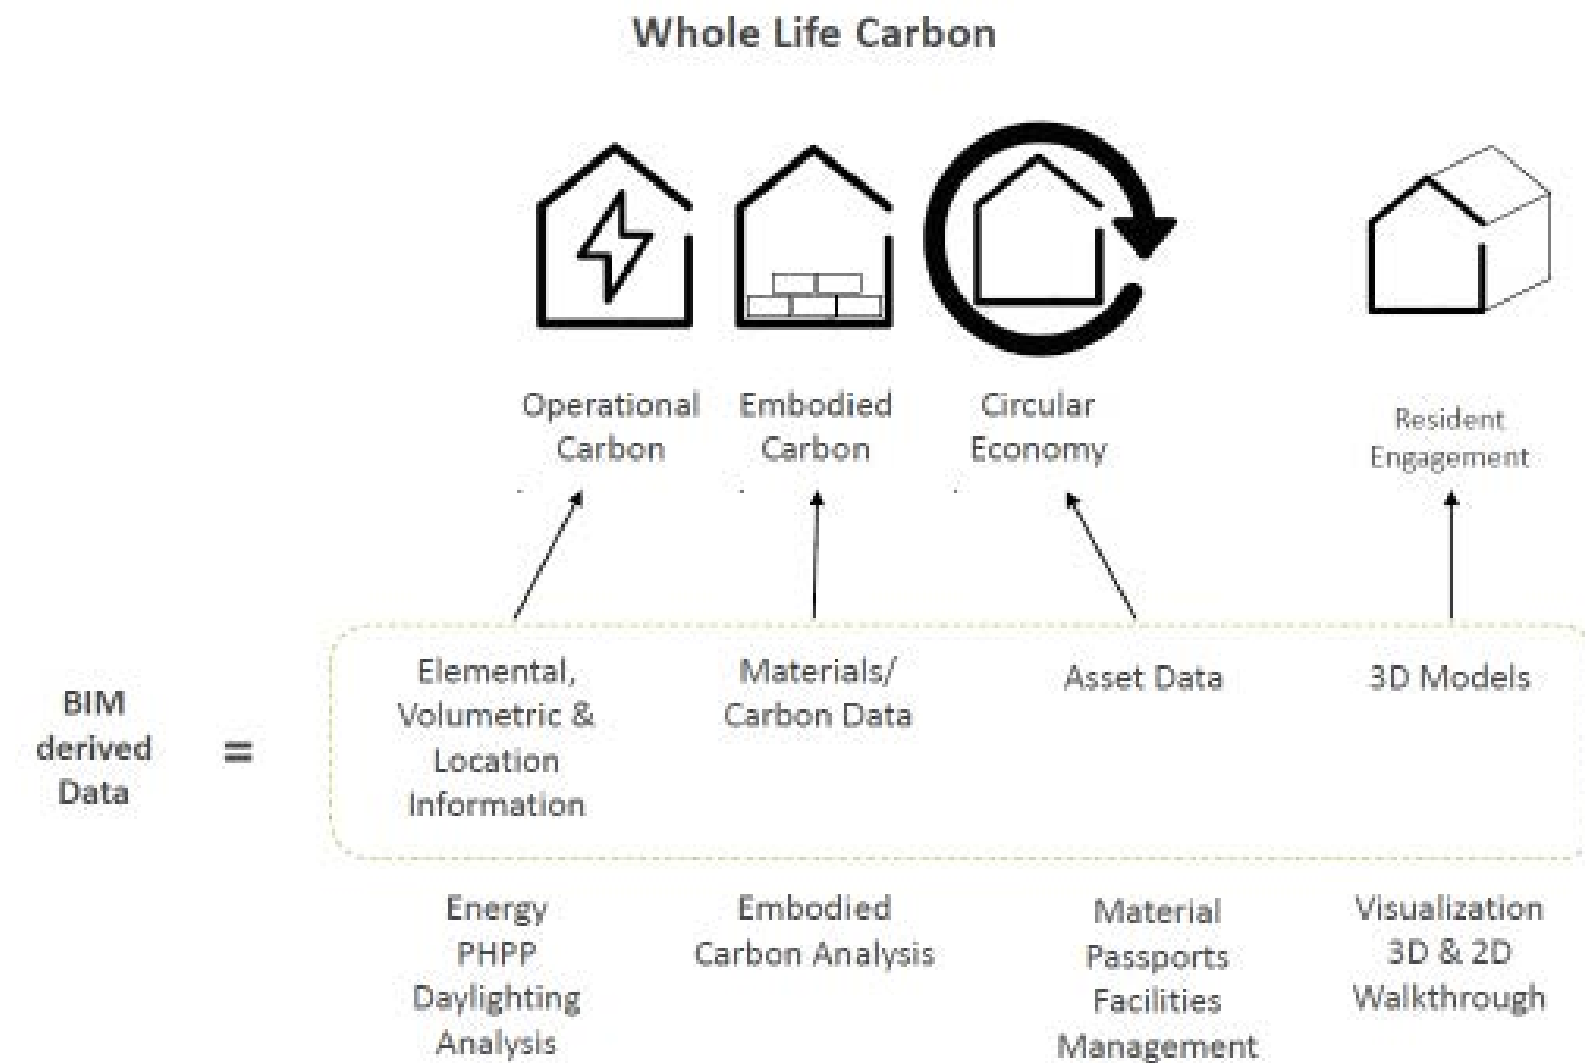 Whole Life Carbon
Operational
Carbon
Embodied
Carbon
Circular
Economy
Resident
Engagement
BIM
derived
Data
=
Elemental,
Volumetric &
Location
Information
Materials/
Carbon Data
Asset Data
3D Models
Energy
PHPP
Daylighting
Analysis
Embodied
Carbon Analysis
Material
Passports
Facilities
Management
Visualization
3D & 2D
Walkthrough